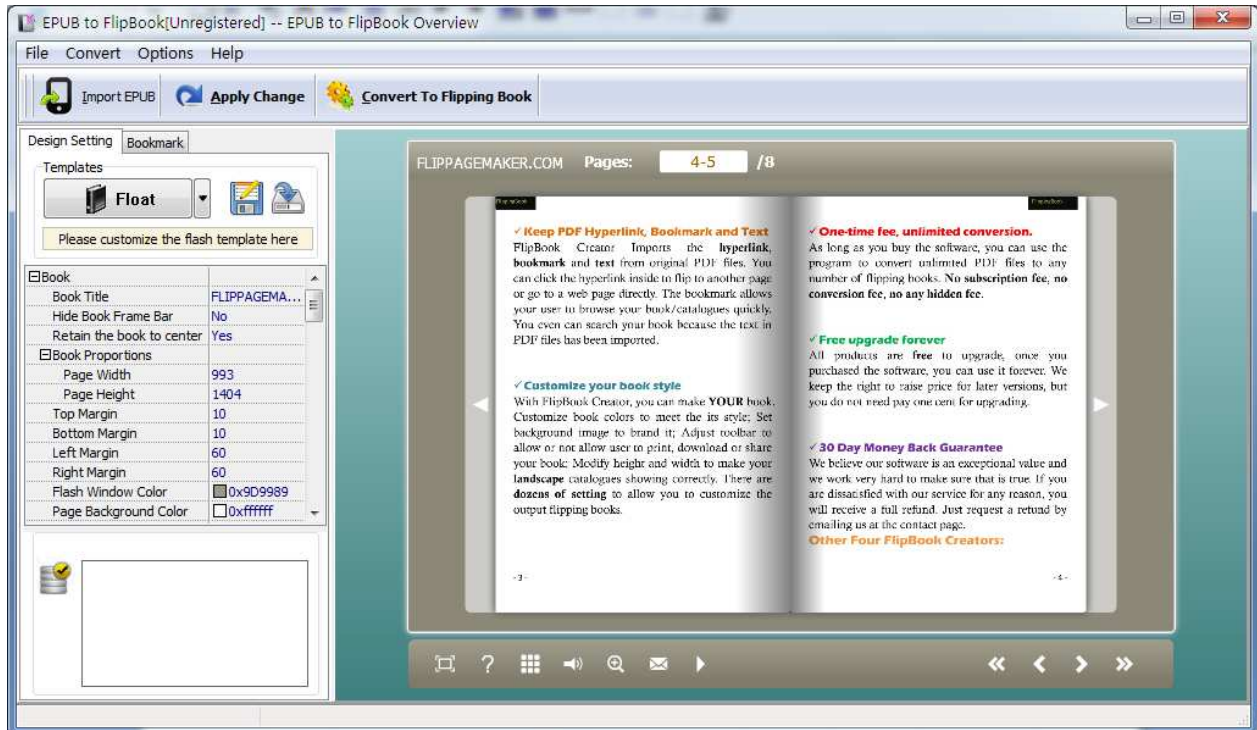 EPUB to FlipBook[Unregistered] -- EPUB to FlipBook Overview
File Convert Options Help
Import EPUB Apply Change Convert To Flipping Book
Design Setting Bookmark
Templates
Float
Please customize the flash template here
Book
Book Title FLIPPAGEMA...
Hide Book Frame Bar No
Retain the book to center Yes
Book Proportions
Page Width 993
Page Height 1404
Top Margin 10
Bottom Margin 10
Left Margin 60
Right Margin 60
Flash Window Color 0x9D9989
Page Background Color 0xffffff
FLIPPAGEMAKER.COM Pages: 4-5 /8
✓Keep PDF Hyperlink, Bookmark and Text
FlipBook Creator Imports the hyperlink,
bookmark and text from original PDF files. You
can click the hyperlink inside to flip to another page
or go to a web page directly. The bookmark allows
your user to browse your book/catalogues quickly.
You even can search your book because the text in
PDF files has been imported.
✓Customize your book style
With FlipBook Creator, you can make YOUR book.
Customize book colors to meet the its style; Set
background image to brand it; Adjust toolbar to
allow or not allow user to print, download or share
your book; Modify height and width to make your
landscape catalogues showing correctly. There are
dozens of setting to allow you to customize the
output flipping books.
- 3 -
✓One-time fee, unlimited conversion.
As long as you buy the software, you can use the
program to convert unlimited PDF files to any
number of flipping books. No subscription fee, no
conversion fee, no any hidden fee.
✓Free upgrade forever
All products are free to upgrade, once you
purchased the software, you can use it forever. We
keep the right to raise price for later versions, but
you do not need pay one cent for upgrading.
✓30 Day Money Back Guarantee
We believe our software is an exceptional value and
we work very hard to make sure that is true. If you
are dissatisfied with our service for any reason, you
will receive a full refund. Just request a refund by
emailing us at the contact page.
Other Four FlipBook Creators:
- 4 -